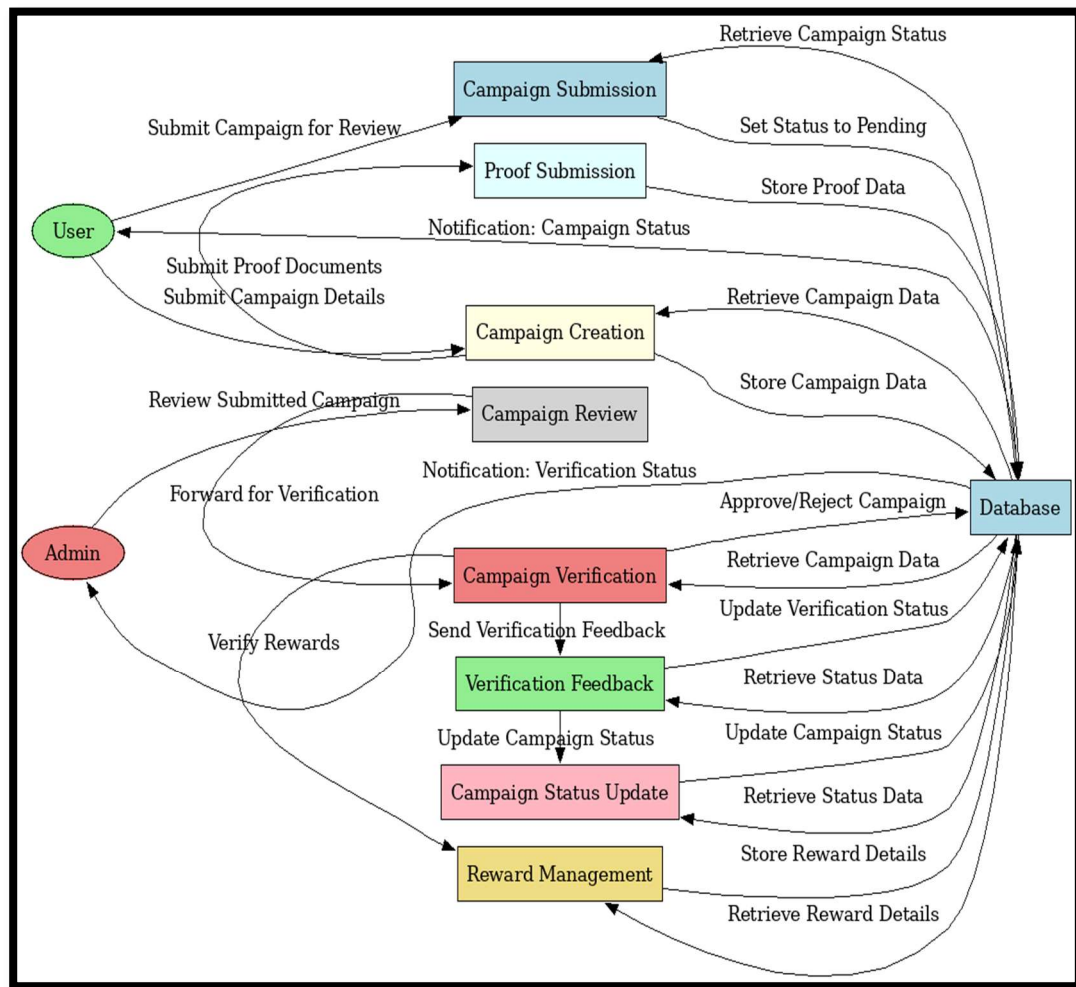 Retrieve Campaign Status
Campaign Submission
Submit Campaign for Review
Set Status to Pending
Proof Submission
Store Proof Data
User
Notification: Campaign Status
Submit Proof Documents
Submit Campaign Details
Retrieve Campaign Data
Campaign Creation
Store Campaign Data
Review Submitted Campaign
Campaign Review
Notification: Verification Status
Forward for Verification
Approve/Reject Campaign
Database
Admin
Retrieve Campaign Data
Campaign Verification
Update Verification Status
Send Verification Feedback
Verify Rewards
Verification Feedback
Retrieve Status Data
Update Campaign Status
Update Campaign Status
Campaign Status Update
Retrieve Status Data
Store Reward Details
Reward Management
Retrieve Reward Details